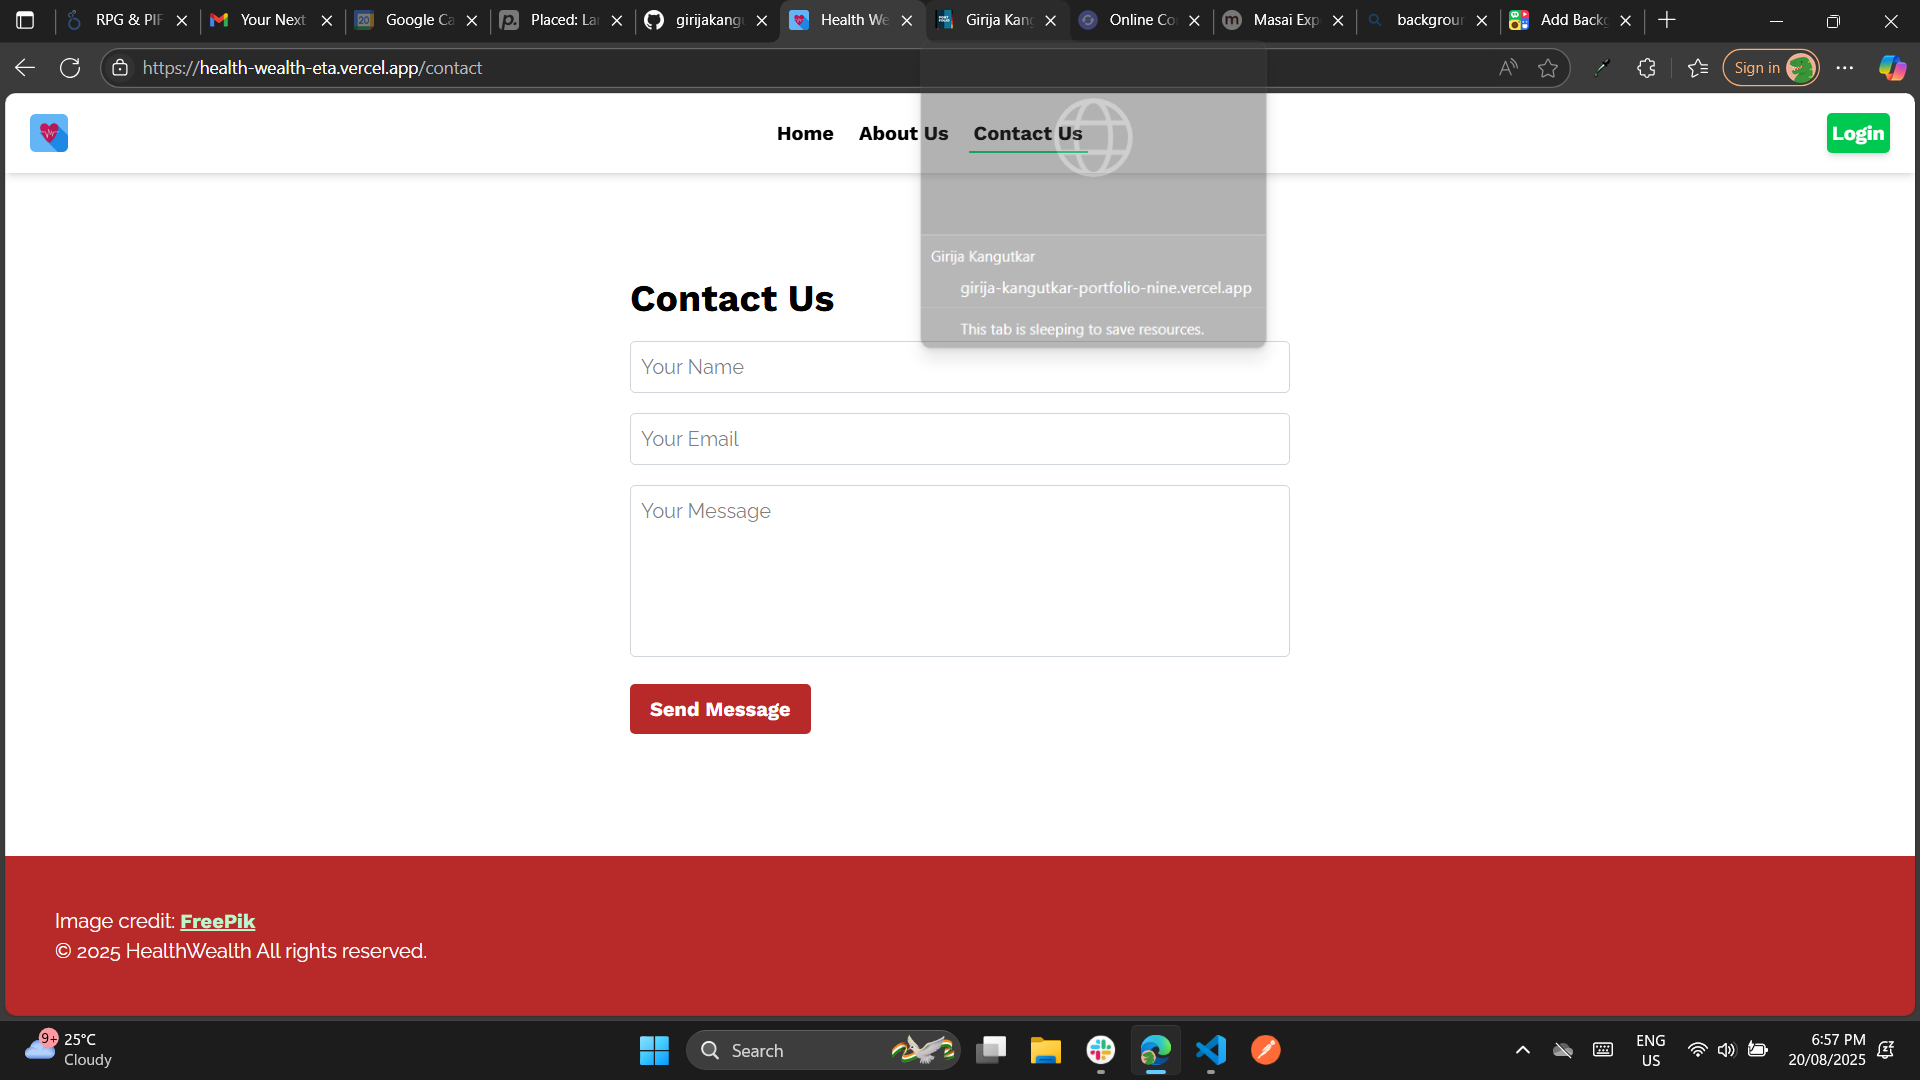 RPG & PIF
Your Next
Google Ca
Placed: Lar
girijakangu
Health We
Girija Kang
Online Co
Masai Exp
backgroun
Add Backg
https://health-wealth-eta.vercel.app/contact
Sign in
Home About Us Contact Us Login
Girija Kangutkar
girija-kangutkar-portfolio-nine.vercel.app
This tab is sleeping to save resources.
Contact Us
Your Name
Your Email
Your Message
Send Message
Image credit: FreePik
© 2025 HealthWealth All rights reserved.
9+ 25°C
Cloudy
Search
ENG
US
6:57 PM
20/08/2025